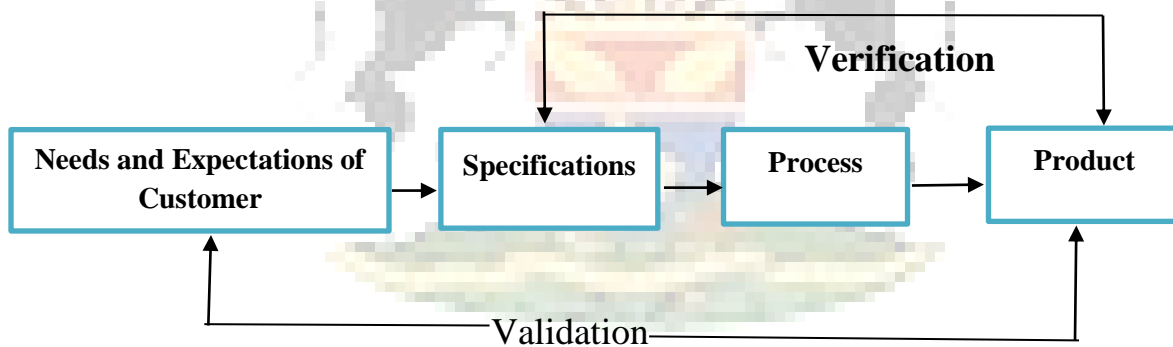 Verification
Needs and Expectations of
Customer
Specifications
Process
Product
Validation